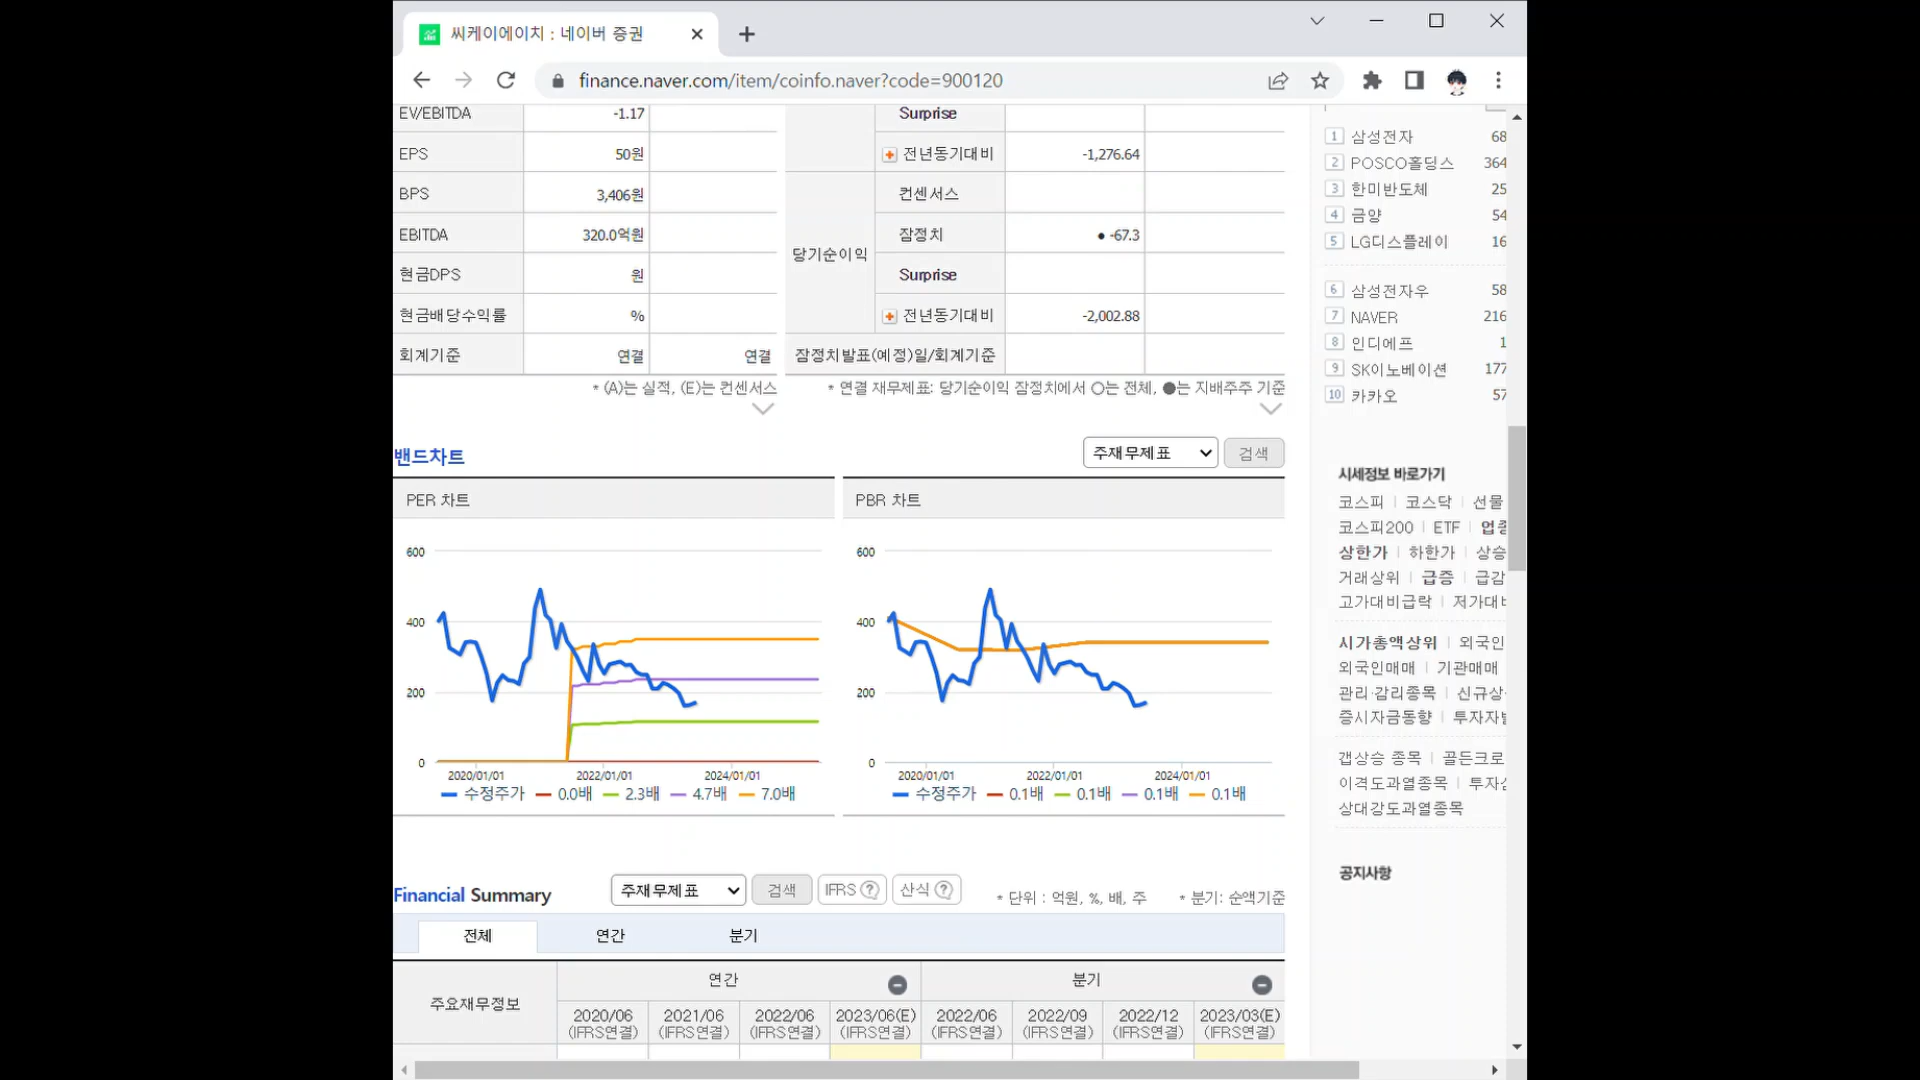 씨케이에이치 : 네이버 증권
finance.naver.com/item/coinfo.naver?code=900120
EV/EBITDA -1.17
EPS 50원
BPS 3,406원
EBITDA 320.0억원
현금DPS 원
현금배당수익률 %
회계기준 연결 연결
* (A)는 실적, (E)는 컨센서스
Surprise
전년동기대비 -1,276.64
당기순이익
컨센서스
잠정치 ● -67.3
Surprise
전년동기대비 -2,002.88
잠정치발표(예정)일/회계기준
* 연결 재무제표: 당기순이익 잠정치에서 ○는 전체, ●는 지배주주 기준
밴드차트
주재무제표 검색
PER 차트
600
400
200
0
2020/01/01 2022/01/01 2024/01/01
수정주가 0.0배 2.3배 4.7배 7.0배
PBR 차트
600
400
200
0
2020/01/01 2022/01/01 2024/01/01
수정주가 0.1배 0.1배 0.1배 0.1배
Financial Summary 주재무제표 검색 IFRS ? 산식 ? * 단위 : 억원, %, 배, 주 * 분기: 순액기준
전체 연간 분기
주요재무정보 연간 분기
2020/06 2021/06 2022/06 2023/06(E) 2022/06 2022/09 2022/12 2023/03(E)
(IFRS연결) (IFRS연결) (IFRS연결) (IFRS연결) (IFRS연결) (IFRS연결) (IFRS연결) (IFRS연결)
1 삼성전자 68
2 POSCO홀딩스 364
3 한미반도체 25
4 금양 54
5 LG디스플레이 16
6 삼성전자우 58
7 NAVER 216
8 인디에프 1
9 SK이노베이션 177
10 카카오 57
시세정보 바로가기
코스피 코스닥 선물
코스피200 ETF 업종
상한가 하한가 상승
거래상위 급증 급감
고가대비급락 저가대비
시가총액상위 외국인
외국인매매 기관매매
관리·감리종목 신규상
증시자금동향 투자자별
갭상승 종목 골든크로
이격도과열종목 투자심
상대강도과열종목
공지사항